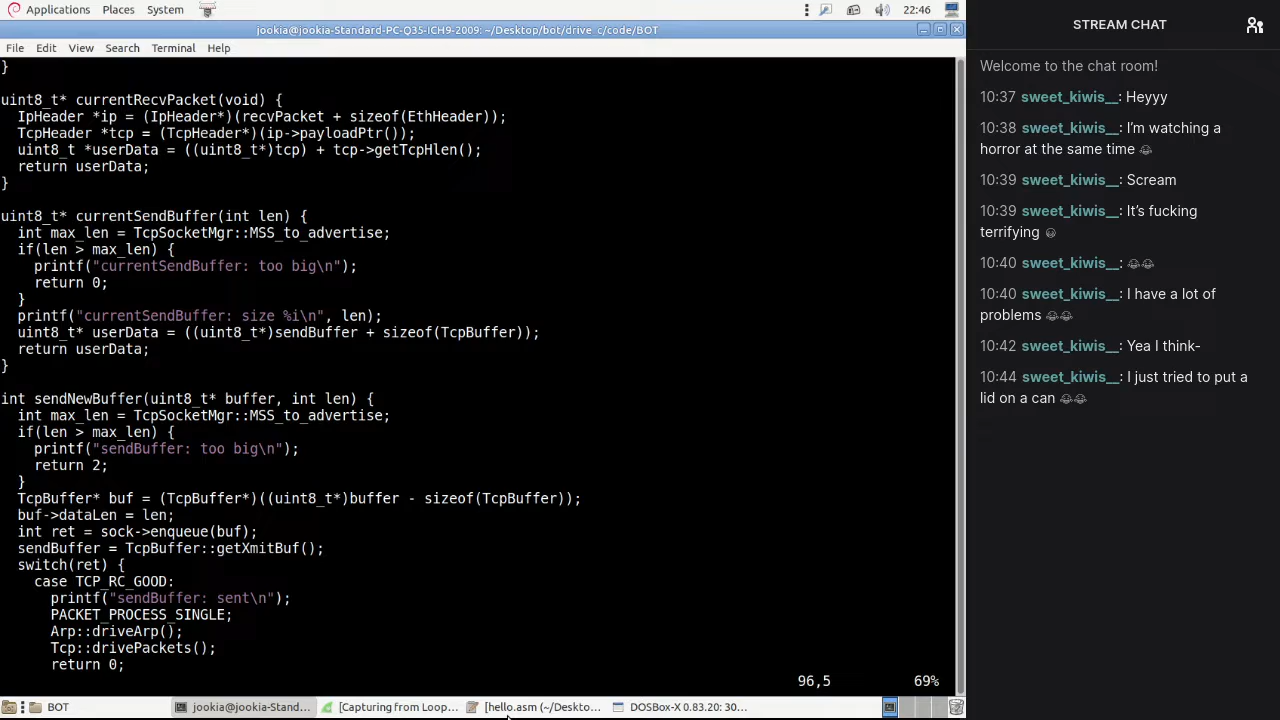 Applications Places System 22:46
jookia@jookia-Standard-PC-Q35-ICH9-2009: ~/Desktop/bot/drive_c/code/BOT
File Edit View Search Terminal Help
}
uint8_t* currentRecvPacket(void) {
IpHeader *ip = (IpHeader*)(recvPacket + sizeof(EthHeader));
TcpHeader *tcp = (TcpHeader*)(ip->payloadPtr());
uint8_t *userData = ((uint8_t*)tcp) + tcp->getTcpHlen();
return userData;
}
uint8_t* currentSendBuffer(int len) {
int max_len = TcpSocketMgr::MSS_to_advertise;
if(len > max_len) {
printf("currentSendBuffer: too big\n");
return 0;
}
printf("currentSendBuffer: size %i\n", len);
uint8_t* userData = ((uint8_t*)sendBuffer + sizeof(TcpBuffer));
return userData;
}
int sendNewBuffer(uint8_t* buffer, int len) {
int max_len = TcpSocketMgr::MSS_to_advertise;
if(len > max_len) {
printf("sendBuffer: too big\n");
return 2;
}
TcpBuffer* buf = (TcpBuffer*)((uint8_t*)buffer - sizeof(TcpBuffer));
buf->dataLen = len;
int ret = sock->enqueue(buf);
sendBuffer = TcpBuffer::getXmitBuf();
switch(ret) {
case TCP_RC_GOOD:
printf("sendBuffer: sent\n");
PACKET_PROCESS_SINGLE;
Arp::driveArp();
Tcp::drivePackets();
return 0;
96,5 69%
BOT jookia@jookia-Stand... [Capturing from Loop... [hello.asm (~/Deskto... DOSBox-X 0.83.20: 30...
STREAM CHAT
Welcome to the chat room!
10:37 sweet_kiwis__: Heyyy
10:38 sweet_kiwis__: I’m watching a
horror at the same time 😂
10:39 sweet_kiwis__: Scream
10:39 sweet_kiwis__: It’s fucking
terrifying 😀
10:40 sweet_kiwis__: 😂😂
10:40 sweet_kiwis__: I have a lot of
problems 😂😂
10:42 sweet_kiwis__: Yea I think-
10:44 sweet_kiwis__: I just tried to put a
lid on a can 😂😂